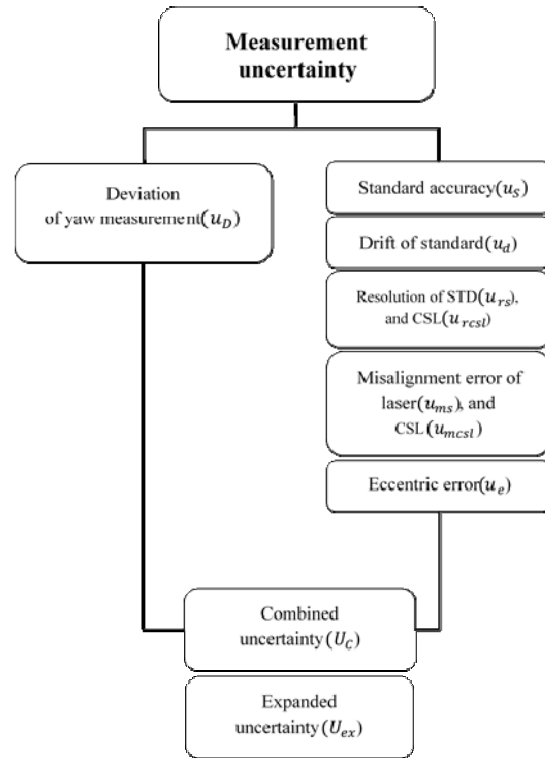 Measurement
uncertainty
Deviation
of yaw measurement(u_D)
Standard accuracy(u_S)
Drift of standard(u_d)
Resolution of STD(u_rs),
and CSL(u_rcsl)
Misalignment error of
laser(u_ms), and
CSL(u_mcsl)
Eccentric error(u_e)
Combined
uncertainty(U_C)
Expanded
uncertainty(U_ex)